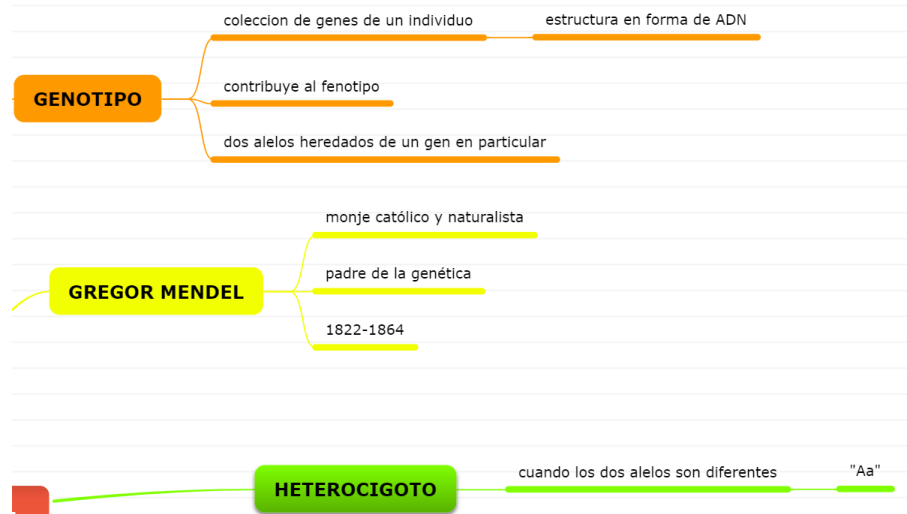 coleccion de genes de un individuo
estructura en forma de ADN
GENOTIPO
contribuye al fenotipo
dos alelos heredados de un gen en particular
monje católico y naturalista
GREGOR MENDEL
padre de la genética
1822-1864
HETEROCIGOTO
cuando los dos alelos son diferentes
"Aa"